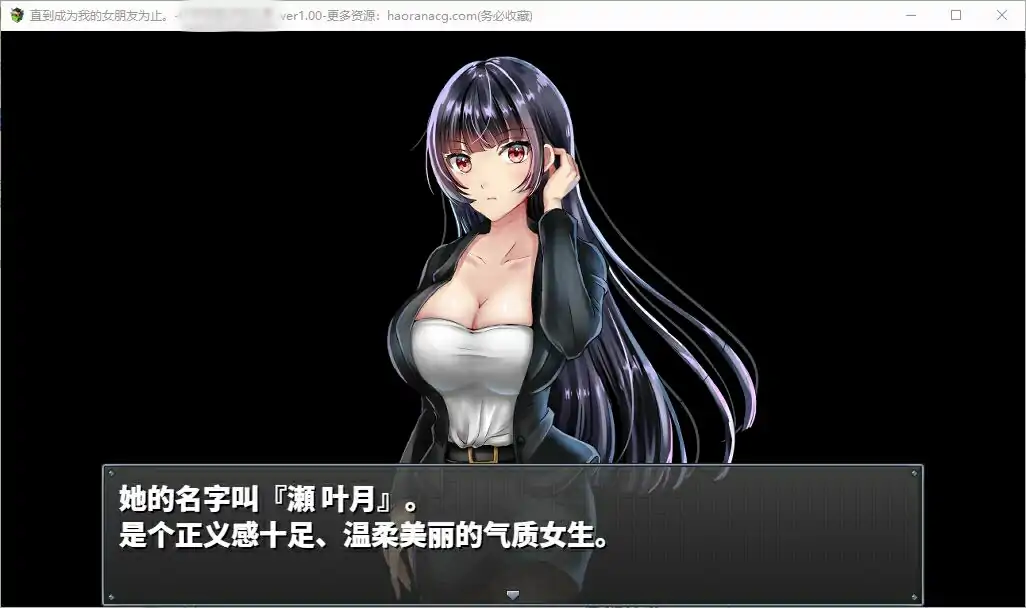 直到成为我的女朋友为止。- ver1.00-更多资源：haoranacg.com(务必收藏)
她的名字叫『瀬 叶月』。
是个正义感十足、温柔美丽的气质女生。